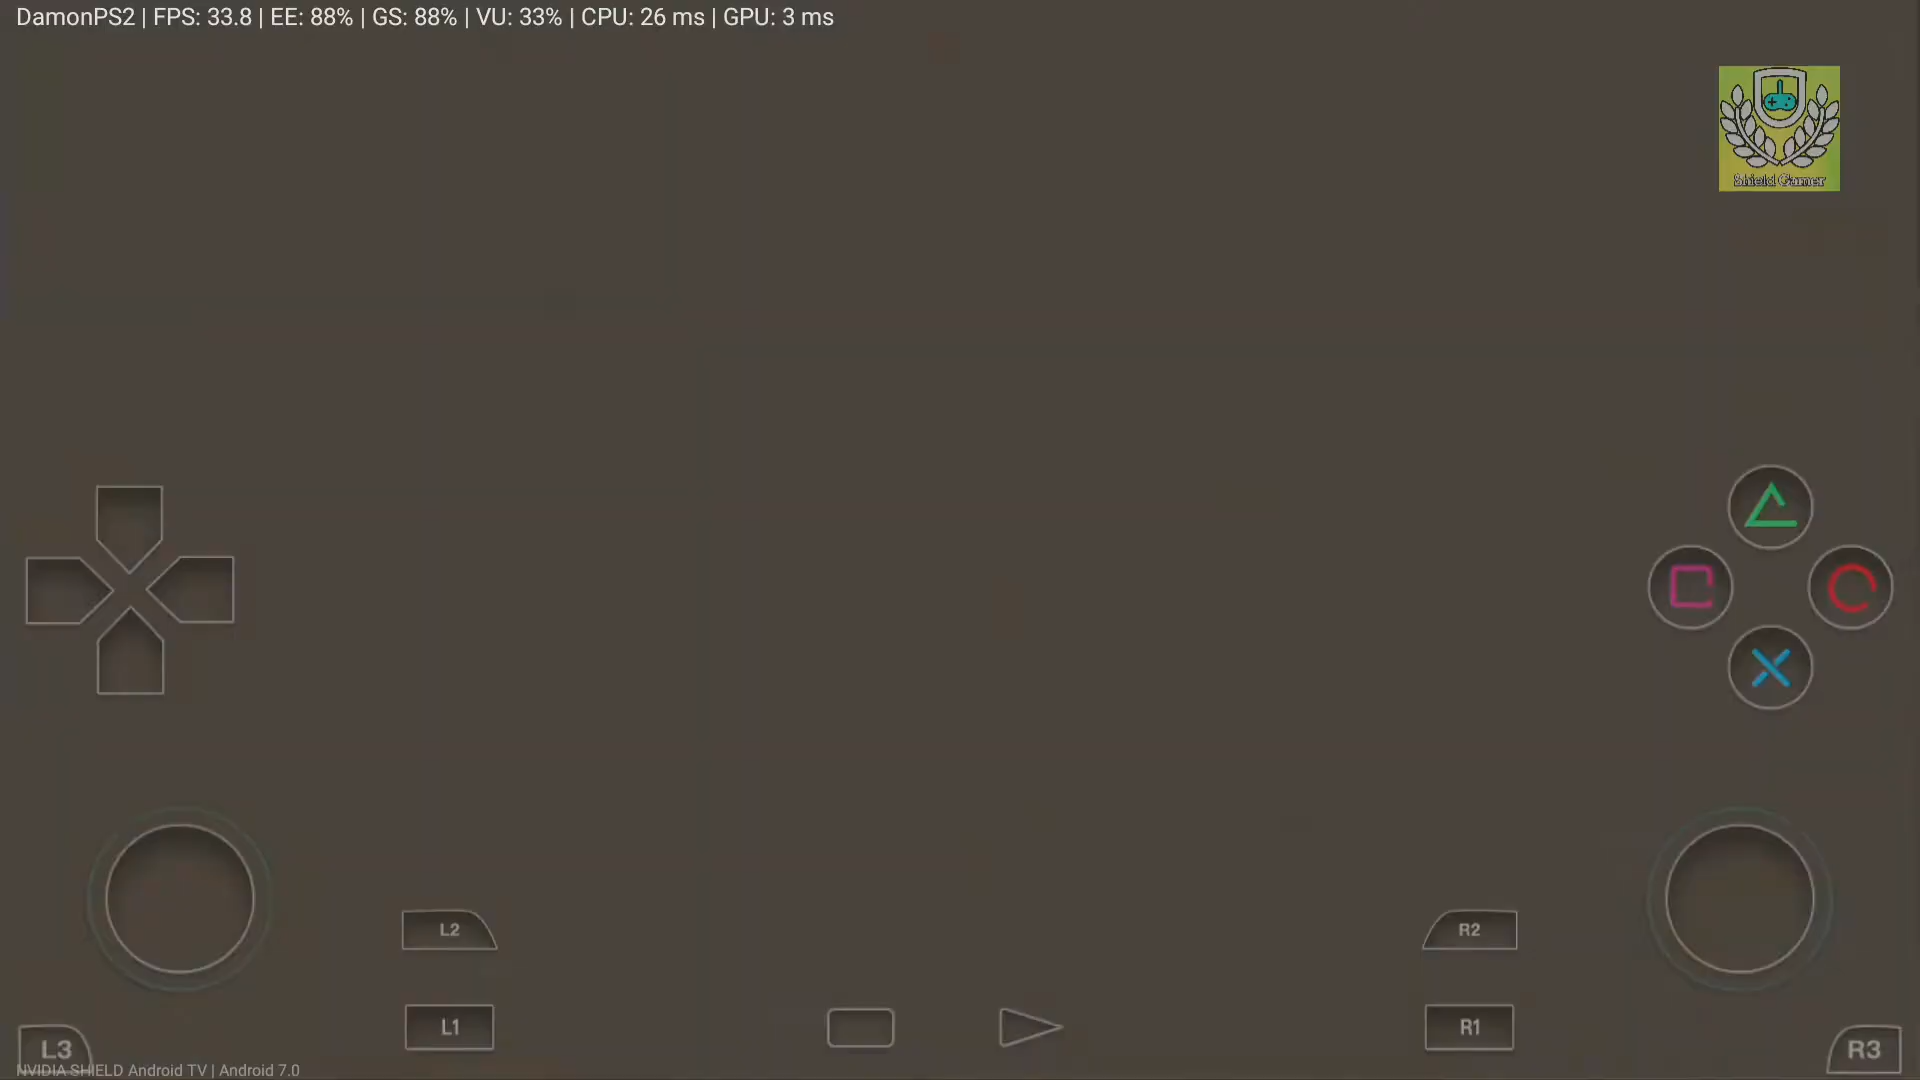 DamonPS2 | FPS: 33.8 | EE: 88% | GS: 88% | VU: 33% | CPU: 26 ms | GPU: 3 ms
Shield Gamer
L2
R2
L1
R1
L3
R3
NVIDIA SHIELD Android TV | Android 7.0